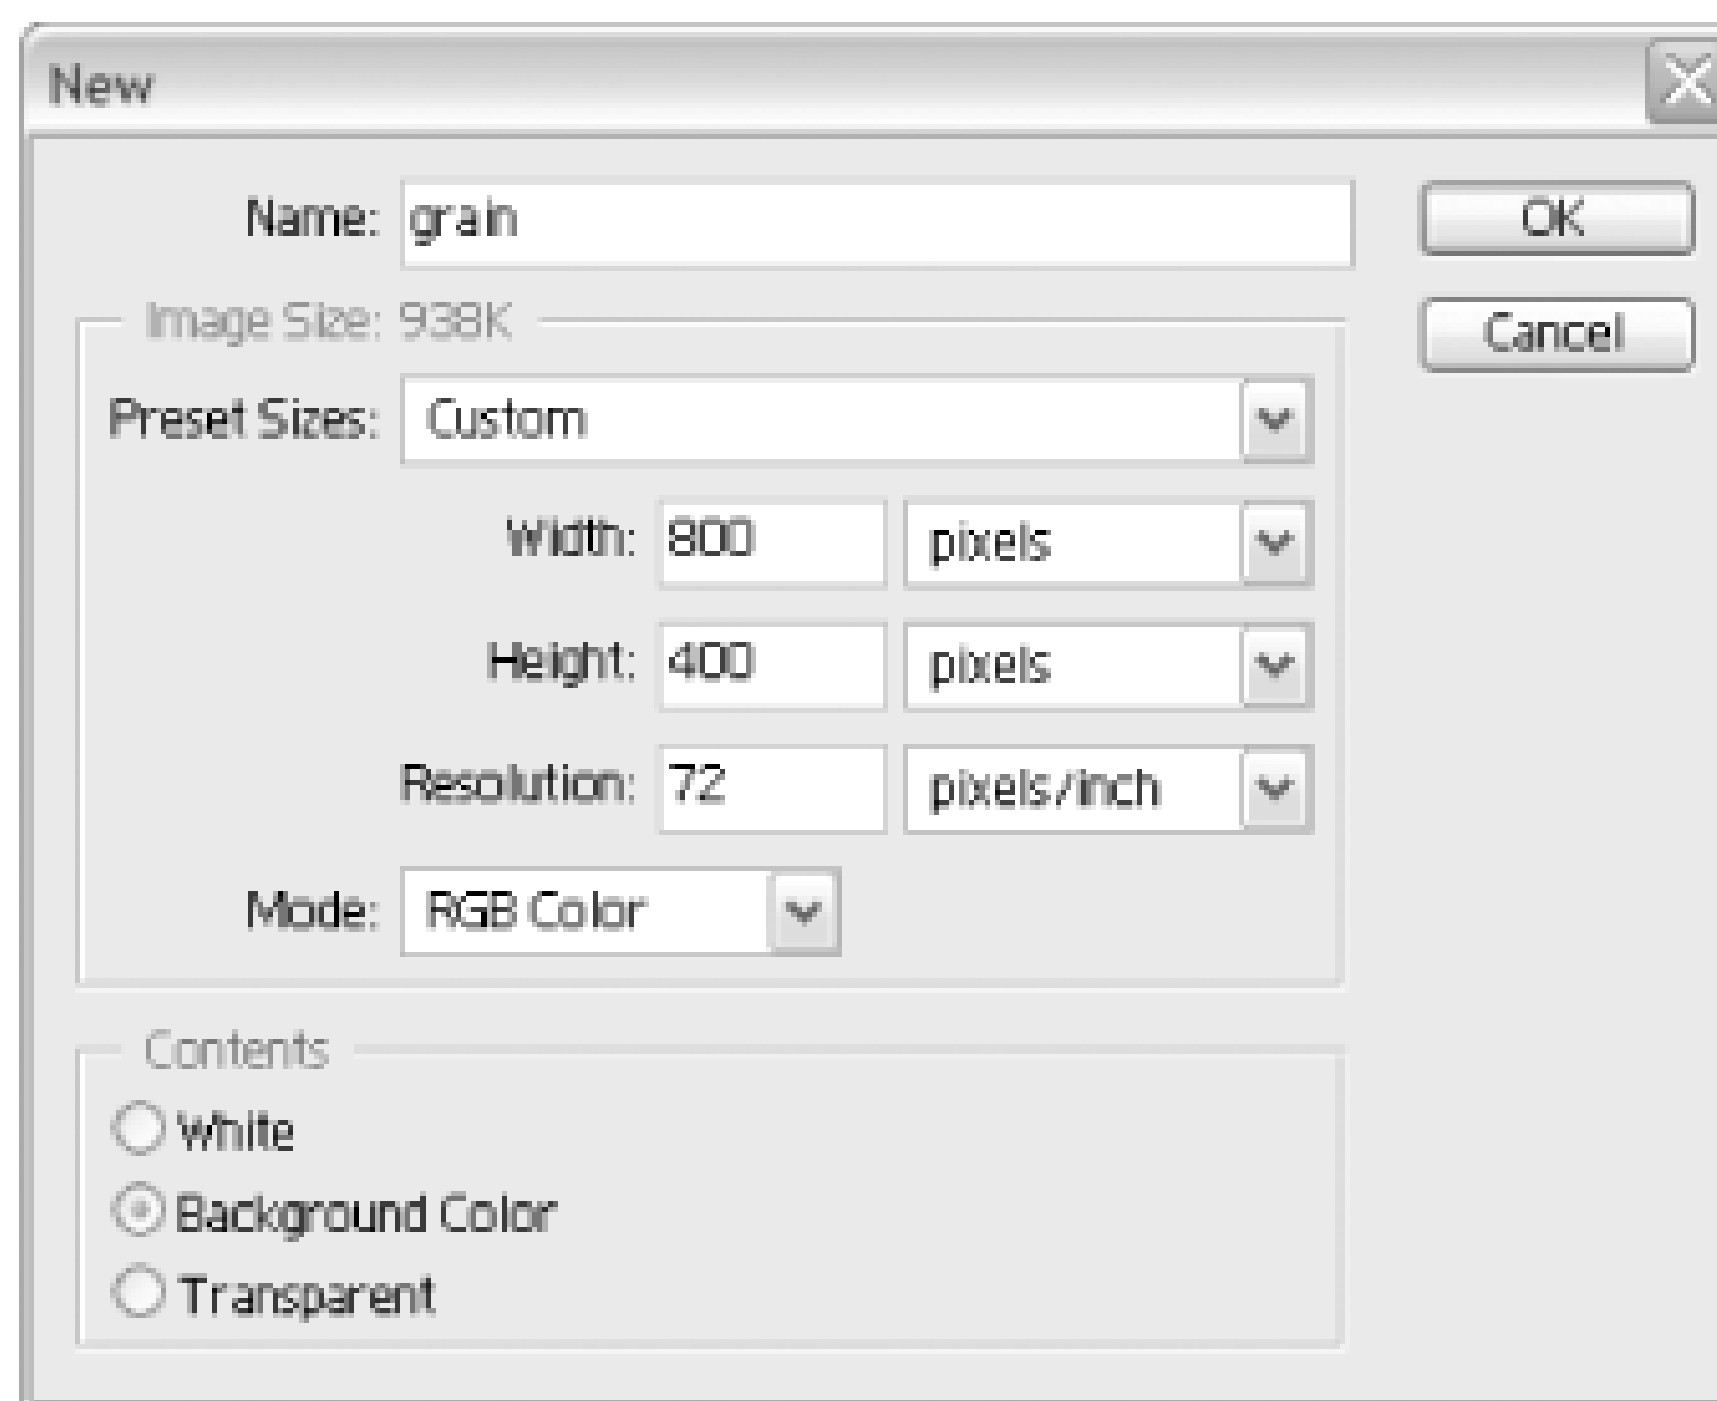 New
Name: grain
OK
Image Size: 938K
Cancel
Preset Sizes: Custom
Width: 800 pixels
Height: 400 pixels
Resolution: 72 pixels/inch
Mode: RGB Color
Contents
White
Background Color
Transparent